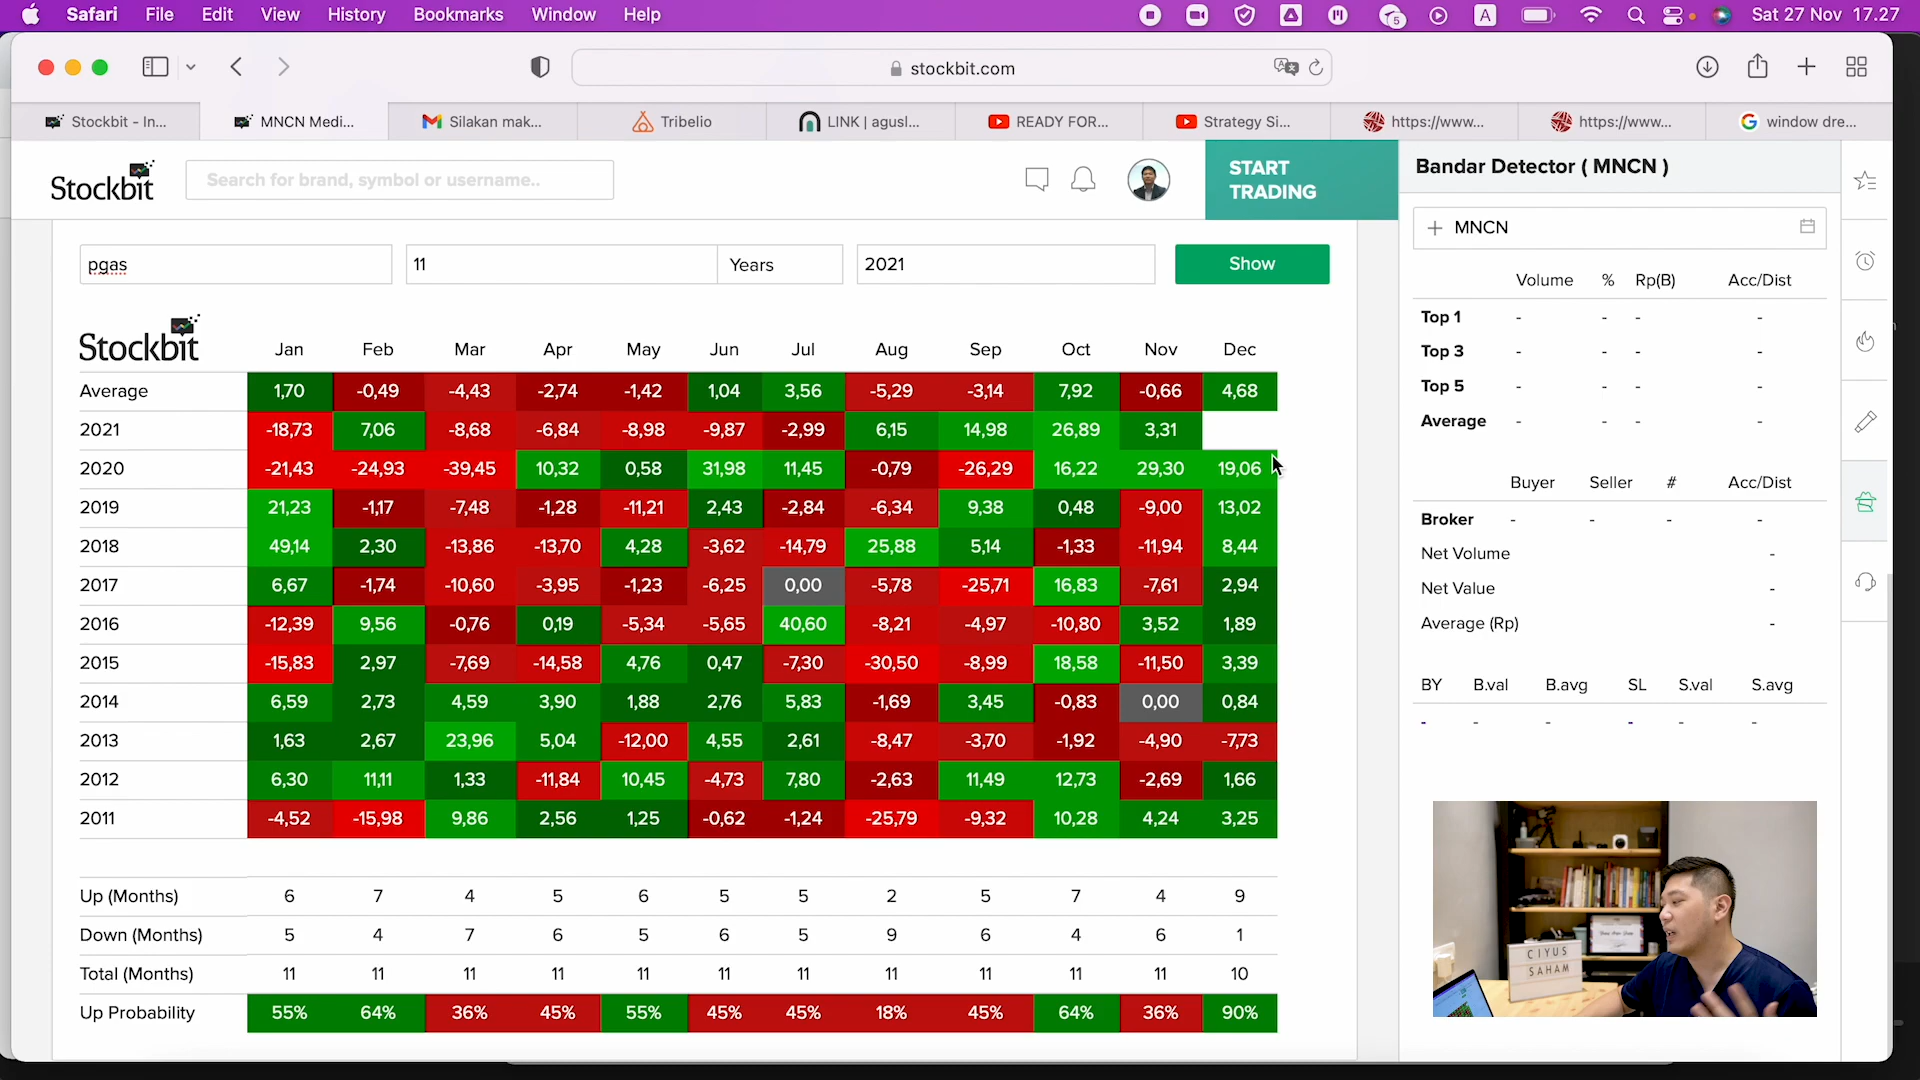 Safari File Edit View History Bookmarks Window Help 5 A Sat 27 Nov 17.27
stockbit.com
Stockbit - In... MNCN Medi... Silakan mak... Tribelio LINK | agusl... READY FOR... Strategy Si... https://www... https://www... window dre...
Stockbit Search for brand, symbol or username.. START TRADING
pgas 11 Years 2021 Show
Stockbit Jan Feb Mar Apr May Jun Jul Aug Sep Oct Nov Dec
Average 1,70 -0,49 -4,43 -2,74 -1,42 1,04 3,56 -5,29 -3,14 7,92 -0,66 4,68
2021 -18,73 7,06 -8,68 -6,84 -8,98 -9,87 -2,99 6,15 14,98 26,89 3,31
2020 -21,43 -24,93 -39,45 10,32 0,58 31,98 11,45 -0,79 -26,29 16,22 29,30 19,06
2019 21,23 -1,17 -7,48 -1,28 -11,21 2,43 -2,84 -6,34 9,38 0,48 -9,00 13,02
2018 49,14 2,30 -13,86 -13,70 4,28 -3,62 -14,79 25,88 5,14 -1,33 -11,94 8,44
2017 6,67 -1,74 -10,60 -3,95 -1,23 -6,25 0,00 -5,78 -25,71 16,83 -7,61 2,94
2016 -12,39 9,56 -0,76 0,19 -5,34 -5,65 40,60 -8,21 -4,97 -10,80 3,52 1,89
2015 -15,83 2,97 -7,69 -14,58 4,76 0,47 -7,30 -30,50 -8,99 18,58 -11,50 3,39
2014 6,59 2,73 4,59 3,90 1,88 2,76 5,83 -1,69 3,45 -0,83 0,00 0,84
2013 1,63 2,67 23,96 5,04 -12,00 4,55 2,61 -8,47 -3,70 -1,92 -4,90 -7,73
2012 6,30 11,11 1,33 -11,84 10,45 -4,73 7,80 -2,63 11,49 12,73 -2,69 1,66
2011 -4,52 -15,98 9,86 2,56 1,25 -0,62 -1,24 -25,79 -9,32 10,28 4,24 3,25
Up (Months) 6 7 4 5 6 5 5 2 5 7 4 9
Down (Months) 5 4 7 6 5 6 5 9 6 4 6 1
Total (Months) 11 11 11 11 11 11 11 11 11 11 11 10
Up Probability 55% 64% 36% 45% 55% 45% 45% 18% 45% 64% 36% 90%
Bandar Detector ( MNCN )
+ MNCN
Volume % Rp(B) Acc/Dist
Top 1 - - - -
Top 3 - - - -
Top 5 - - - -
Average - - - -
Buyer Seller # Acc/Dist
Broker - - - -
Net Volume -
Net Value -
Average (Rp) -
BY B.val B.avg SL S.val S.avg
- - - - - -
CIYUS
SAHAM